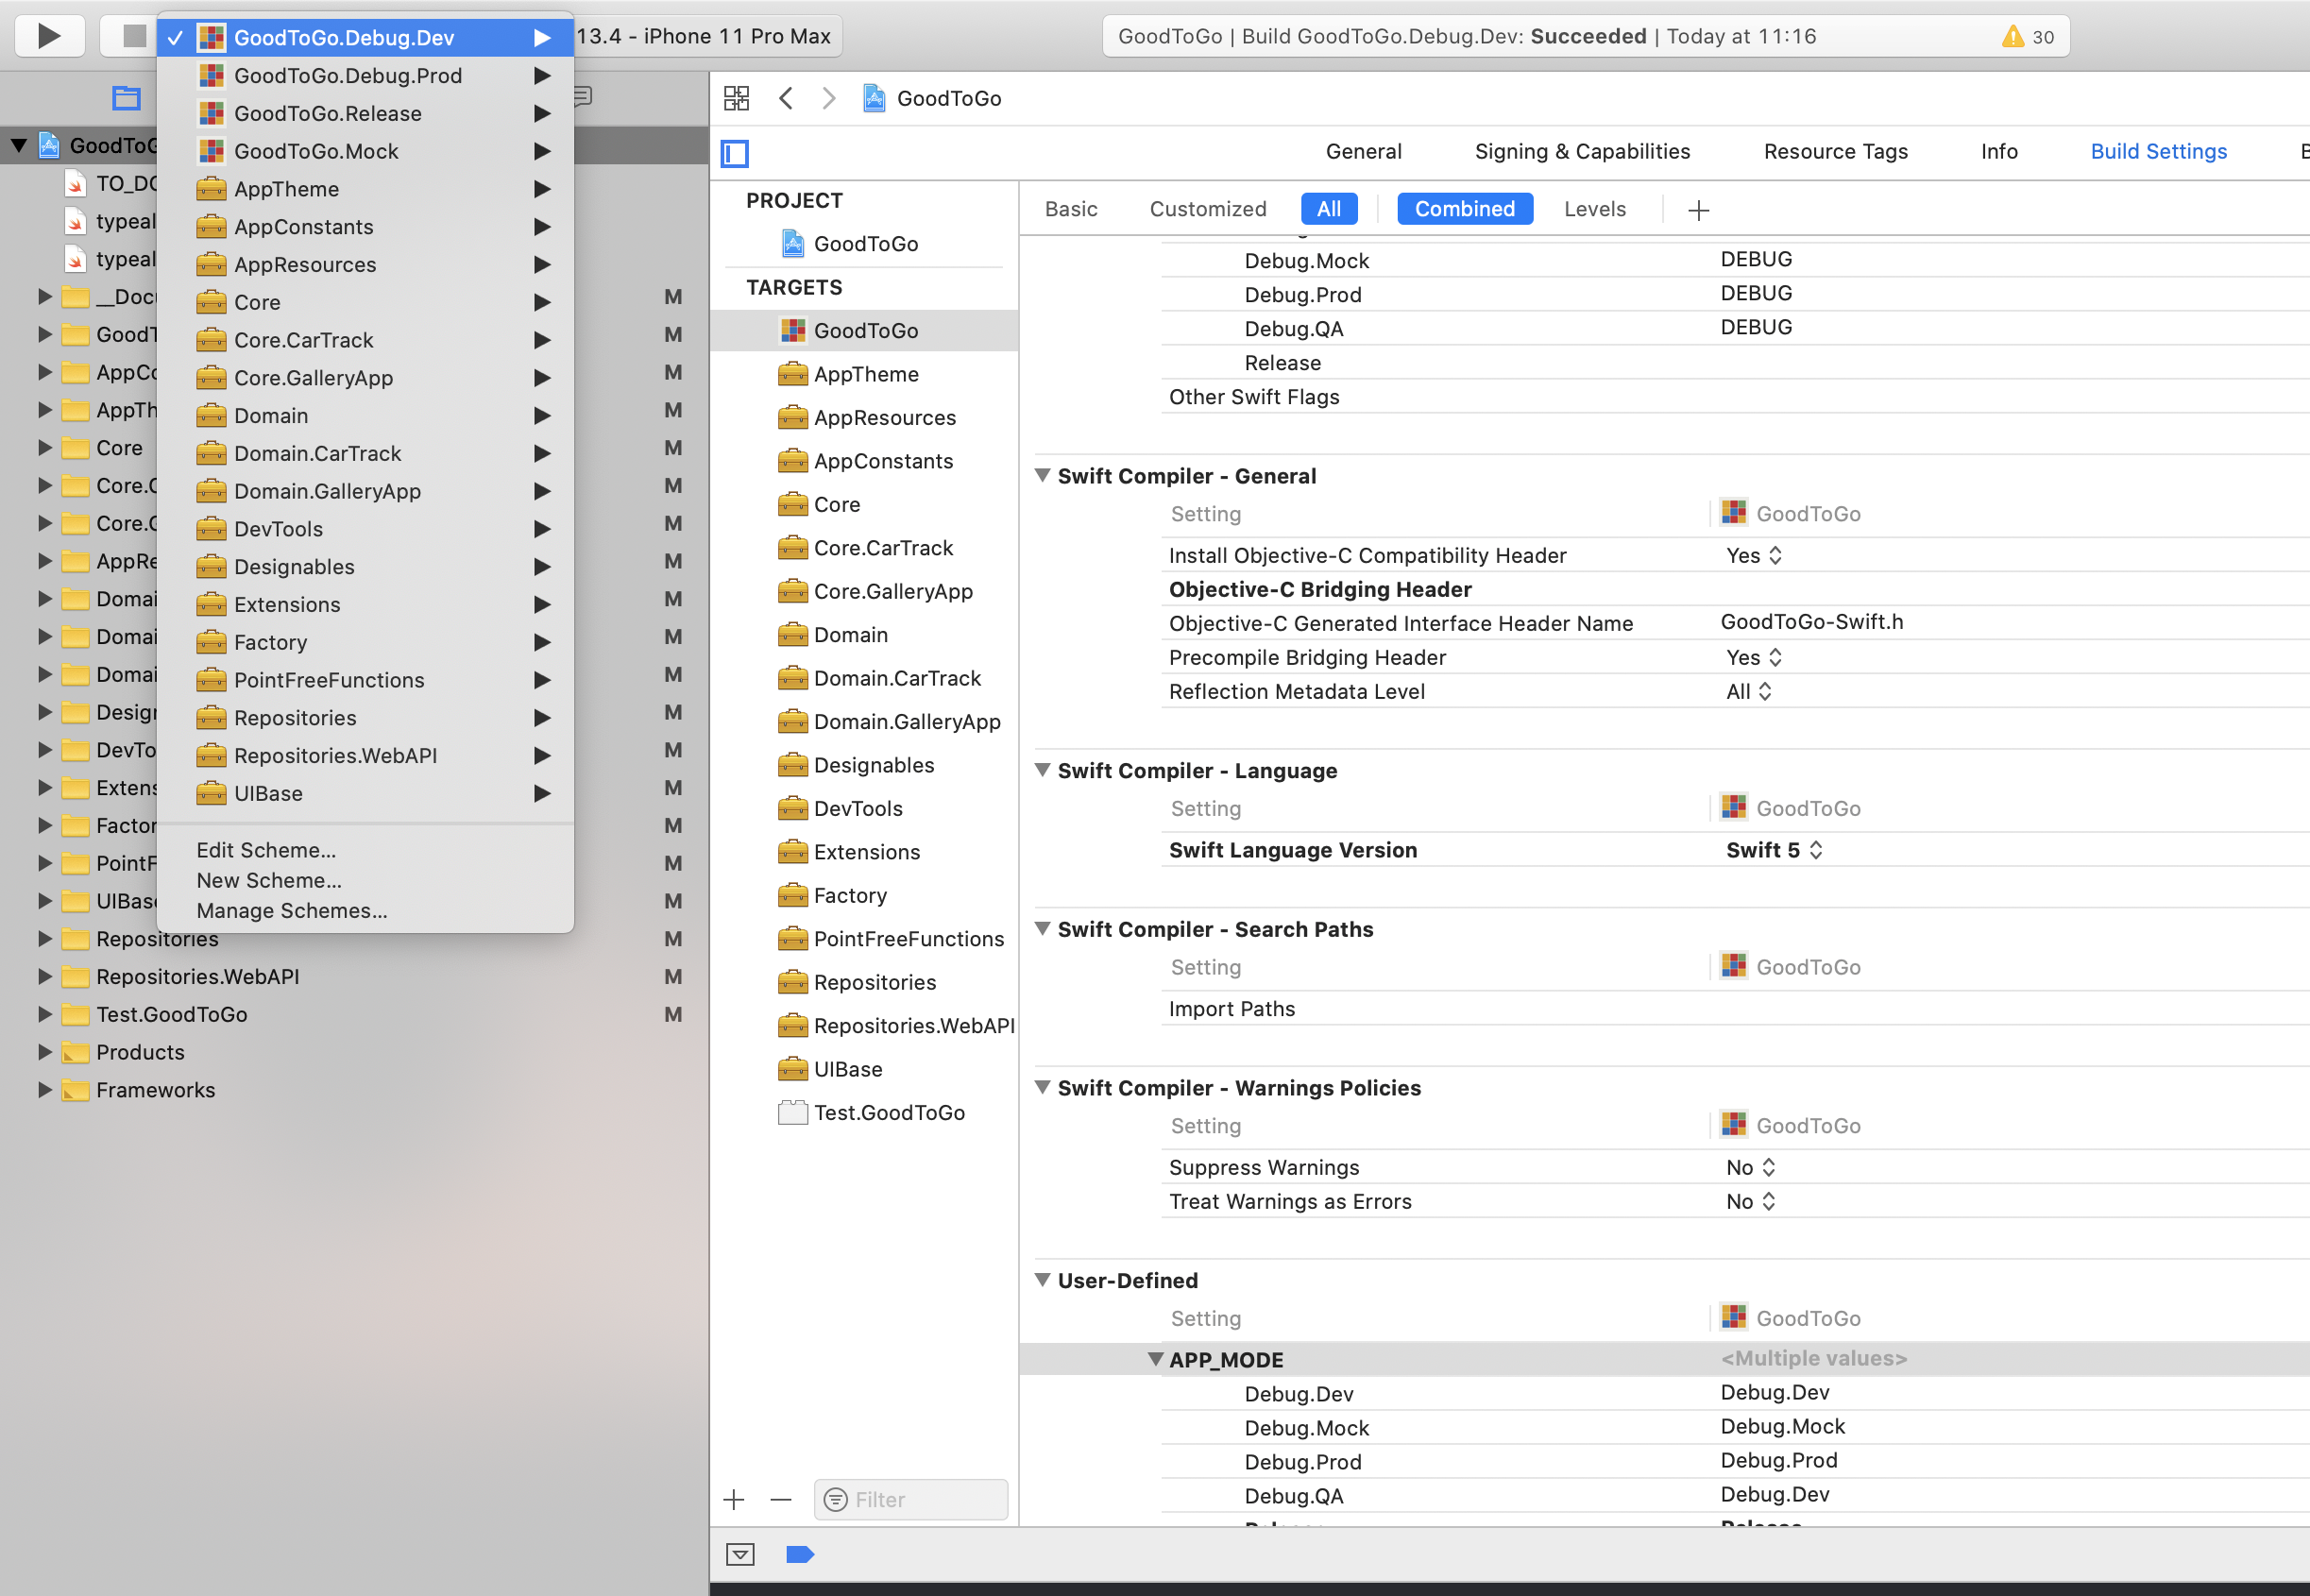 13.4 - iPhone 11 Pro Max
GoodToGo | Build GoodToGo.Debug.Dev: Succeeded | Today at 11:16
30
GoodToGo.Debug.Dev
GoodToGo.Debug.Prod
GoodToGo.Release
GoodToGo.Mock
AppTheme
AppConstants
AppResources
Core
Core.CarTrack
Core.GalleryApp
Domain
Domain.CarTrack
Domain.GalleryApp
DevTools
Designables
Extensions
Factory
PointFreeFunctions
Repositories
Repositories.WebAPI
UIBase
Edit Scheme...
New Scheme...
Manage Schemes...
GoodToG
TO_DO
typeal
typeal
__Docu M
GoodT M
AppCo M
AppTh M
Core M
Core.C M
Core.G M
AppRe M
Domai M
Domai M
Domai M
Design M
DevTo M
Extens M
Factor M
PointF M
UIBase M
Repositories M
Repositories.WebAPI M
Test.GoodToGo M
Products
Frameworks
GoodToGo
General Signing & Capabilities Resource Tags Info Build Settings B
PROJECT
GoodToGo
TARGETS
GoodToGo
AppTheme
AppResources
AppConstants
Core
Core.CarTrack
Core.GalleryApp
Domain
Domain.CarTrack
Domain.GalleryApp
Designables
DevTools
Extensions
Factory
PointFreeFunctions
Repositories
Repositories.WebAPI
UIBase
Test.GoodToGo
Filter
Basic Customized All Combined Levels
Debug.Mock DEBUG
Debug.Prod DEBUG
Debug.QA DEBUG
Release
Other Swift Flags
Swift Compiler - General
Setting GoodToGo
Install Objective-C Compatibility Header Yes
Objective-C Bridging Header
Objective-C Generated Interface Header Name GoodToGo-Swift.h
Precompile Bridging Header Yes
Reflection Metadata Level All
Swift Compiler - Language
Setting GoodToGo
Swift Language Version Swift 5
Swift Compiler - Search Paths
Setting GoodToGo
Import Paths
Swift Compiler - Warnings Policies
Setting GoodToGo
Suppress Warnings No
Treat Warnings as Errors No
User-Defined
Setting GoodToGo
APP_MODE <Multiple values>
Debug.Dev Debug.Dev
Debug.Mock Debug.Mock
Debug.Prod Debug.Prod
Debug.QA Debug.Dev
Release Release